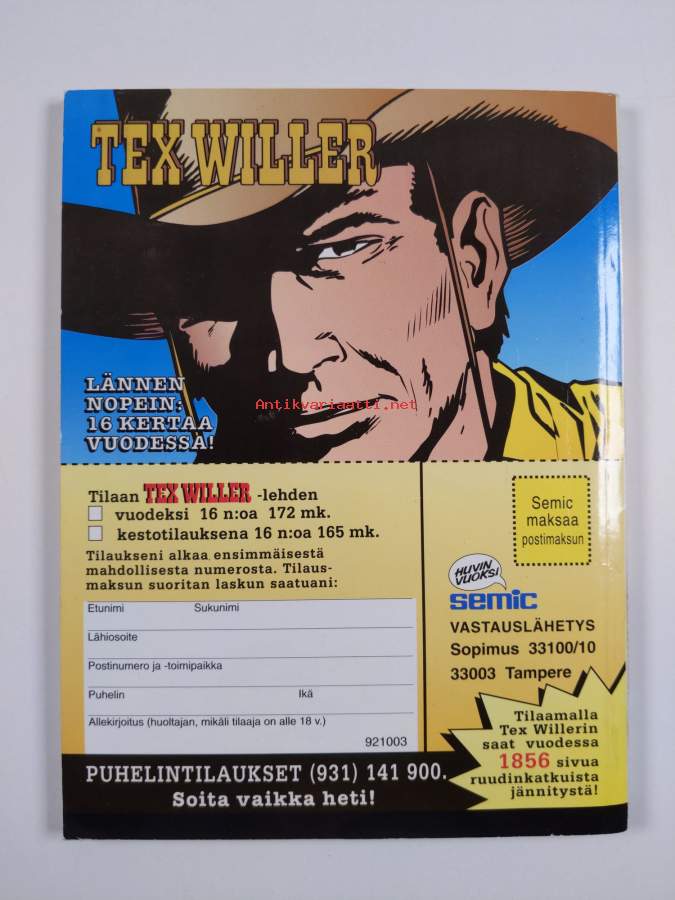 TEX WILLER
LÄNNEN
NOPEIN:
16 KERTAA
VUODESSA!
Antikvariaatti.net
Tilaan TEX WILLER -lehden
vuodeksi 16 n:oa 172 mk.
kestotilauksena 16 n:oa 165 mk.
Tilaukseni alkaa ensimmäisestä
mahdollisesta numerosta. Tilaus-
maksun suoritan laskun saatuani:
Etunimi Sukunimi
Lähiosoite
Postinumero ja -toimipaikka
Puhelin Ikä
Allekirjoitus (huoltajan, mikäli tilaaja on alle 18 v.)
921003
Semic
maksaa
postimaksun
HUVIN
VUOKSI
semic
VASTAUSLÄHETYS
Sopimus 33100/10
33003 Tampere
Tilaamalla
Tex Willerin
saat vuodessa
1856 sivua
ruudinkatkuista
jännitystä!
PUHELINTILAUKSET (931) 141 900.
Soita vaikka heti!